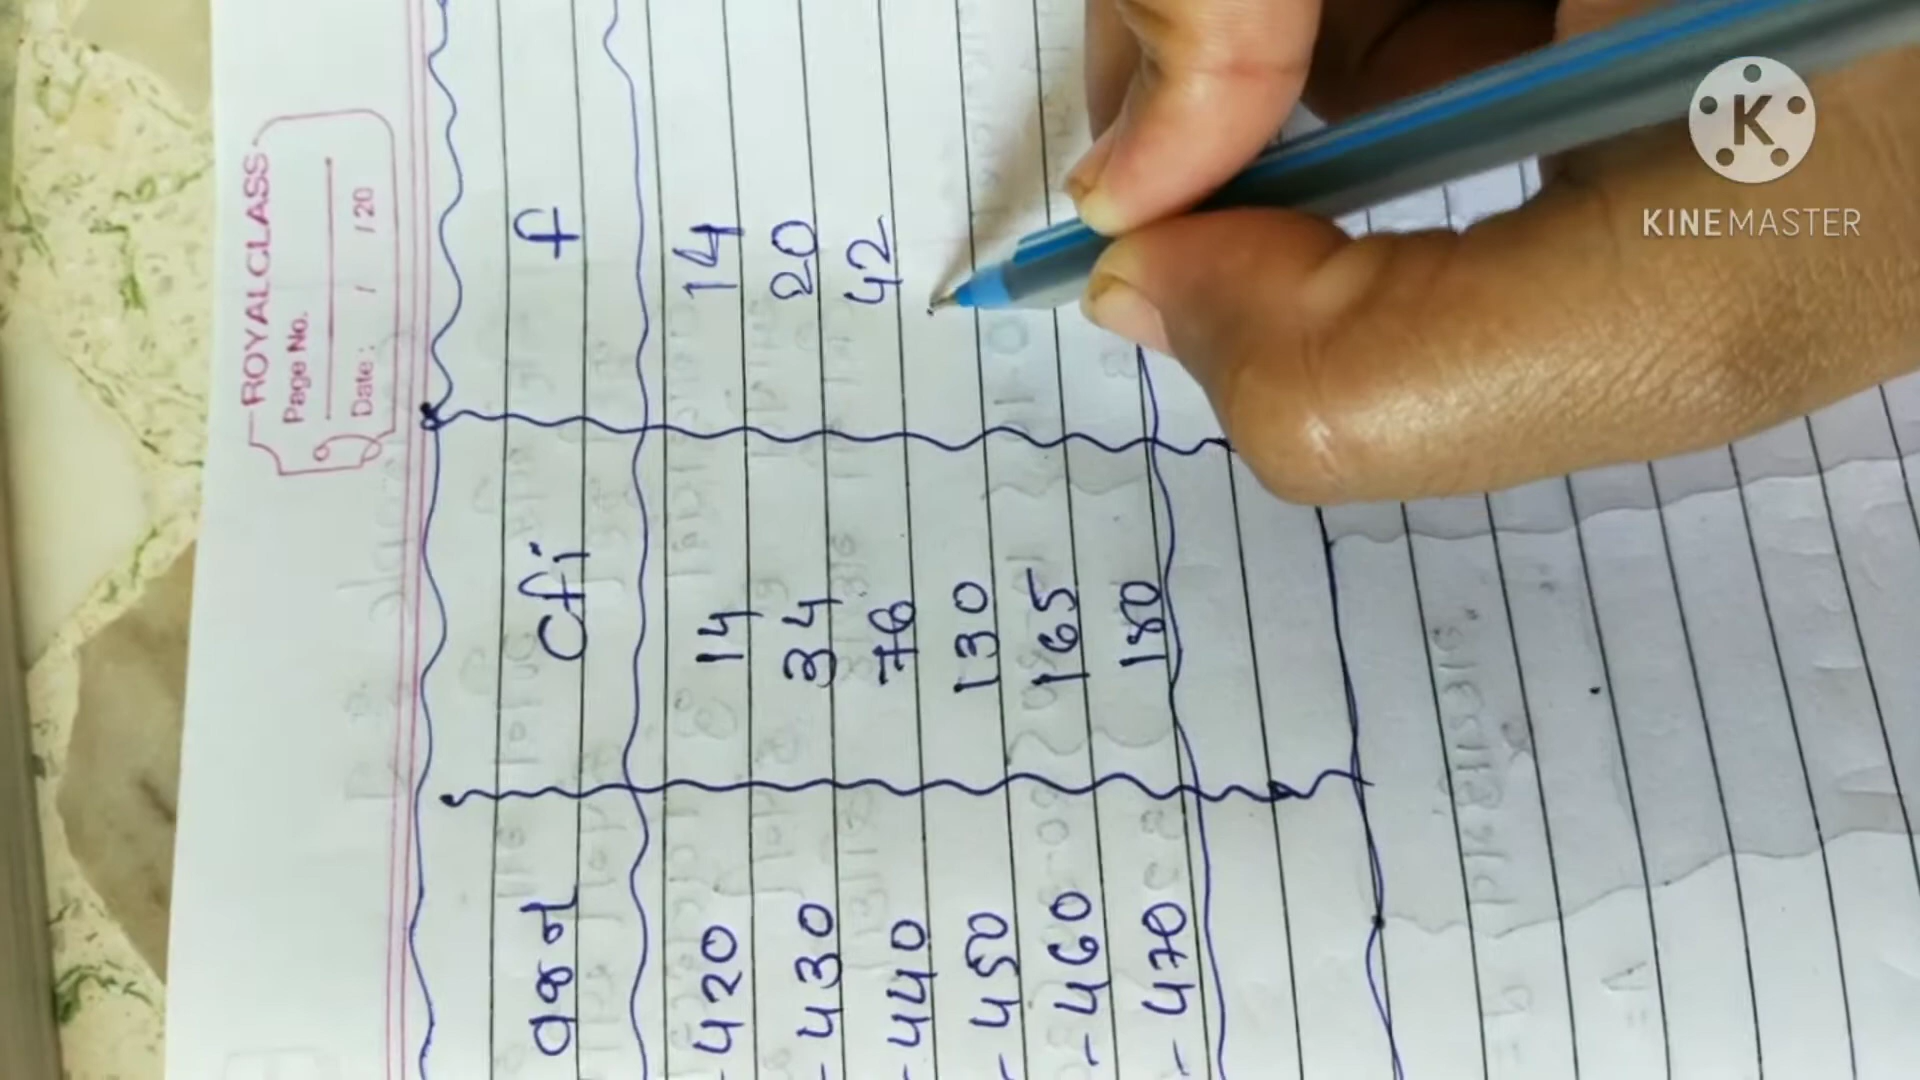 ROYALCLASS
Page No.
Date : / / 20
વજન cfi f
- 420 14 14
- 430 34 20
- 440 76 42
- 450 130
- 460 165
- 470 180
K
KINEMASTER